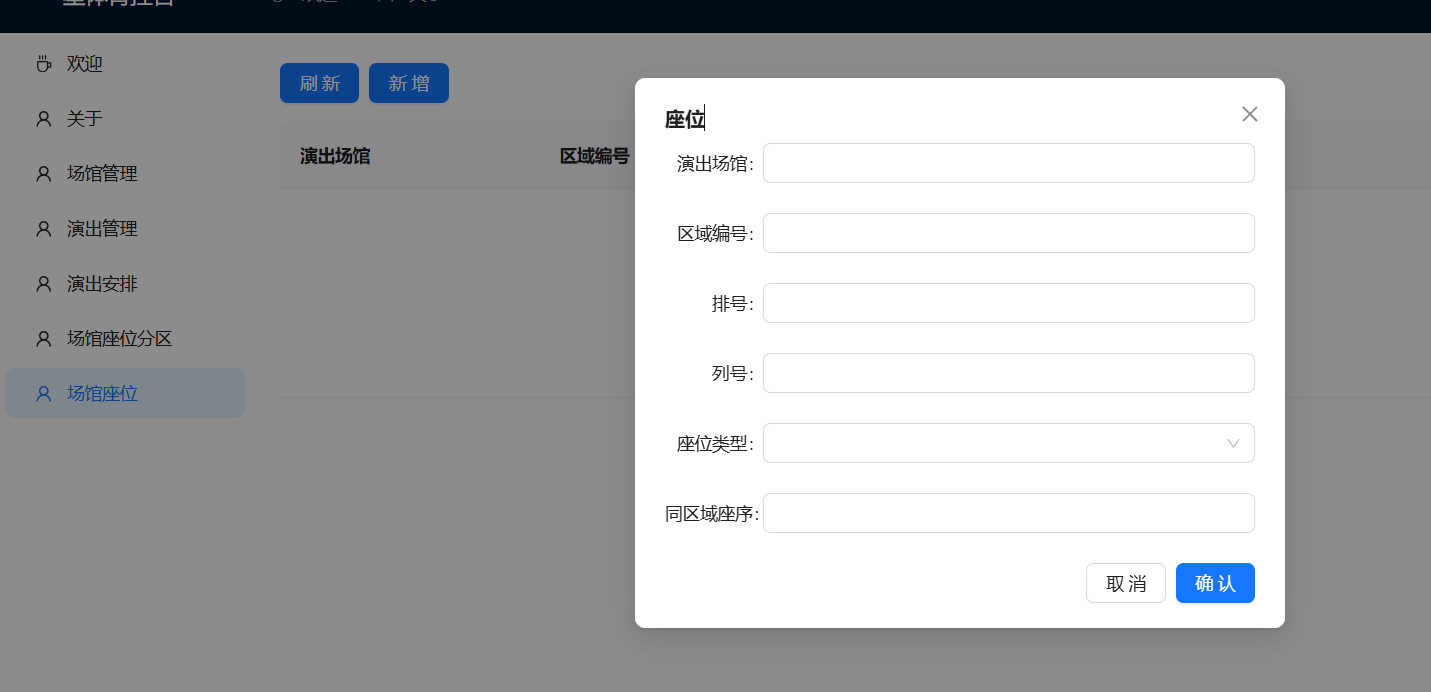 欢迎
关于
场馆管理
演出管理
演出安排
场馆座位分区
场馆座位
刷 新
新 增
演出场馆
区域编号
座位
演出场馆:
区域编号:
排号:
列号:
座位类型:
同区域座序:
取 消
确 认